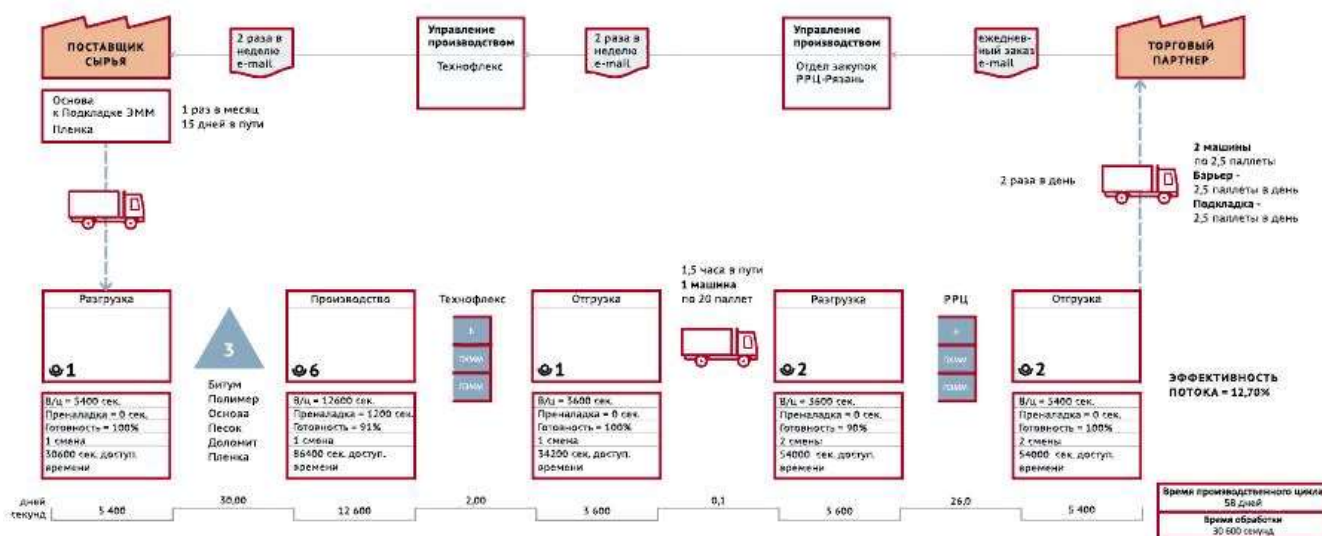 ПОСТАВЩИК
СЫРЬЯ
2 раза в
неделю
e-mail
Управление
производством
Технофлекс
2 раза в
неделю
e-mail
Управление
производством
Отдел закупок
РРЦ-Рязань
ежеднев-
ный заказ
e-mail
ТОРГОВЫЙ
ПАРТНЕР
Основа
к Подкладке ЭММ
Пленка
1 раз в месяц
15 дней в пути
2 раза в день
2 машины
по 2,5 паллеты
Барьер -
2,5 паллеты в день
Подкладка -
2,5 паллеты в день
Разгрузка
1
3
Битум
Полимер
Основа
Песок
Доломит
Пленка
Производство
6
Технофлекс
Отгрузка
1
1,5 часа в пути
1 машина
по 20 паллет
Разгрузка
2
РРЦ
Отгрузка
2
В/ц = 5400 сек.
Преналадка = 0 сек.
Готовность = 100%
1 смена
30600 сек. доступ.
времени
В/ц = 12600 сек.
Преналадка = 1200 сек.
Готовность = 91%
1 смена
86400 сек. доступ.
времени
В/ц = 3600 сек.
Преналадка = 0 сек.
Готовность = 100%
1 смена
34200 сек. доступ.
времени
В/ц = 3600 сек.
Преналадка = 0 сек.
Готовность = 90%
2 смены
54000 сек. доступ.
времени
В/ц = 5400 сек.
Преналадка = 0 сек.
Готовность = 100%
2 смены
54000 сек. доступ.
времени
ЭФФЕКТИВНОСТЬ
ПОТОКА = 12,70%
дней
секунд
5 400
30,00
12 600
2,00
3 600
0,1
3 600
26,0
5 400
Время производственного цикла
58 дней
Время обработки
30 600 секунд